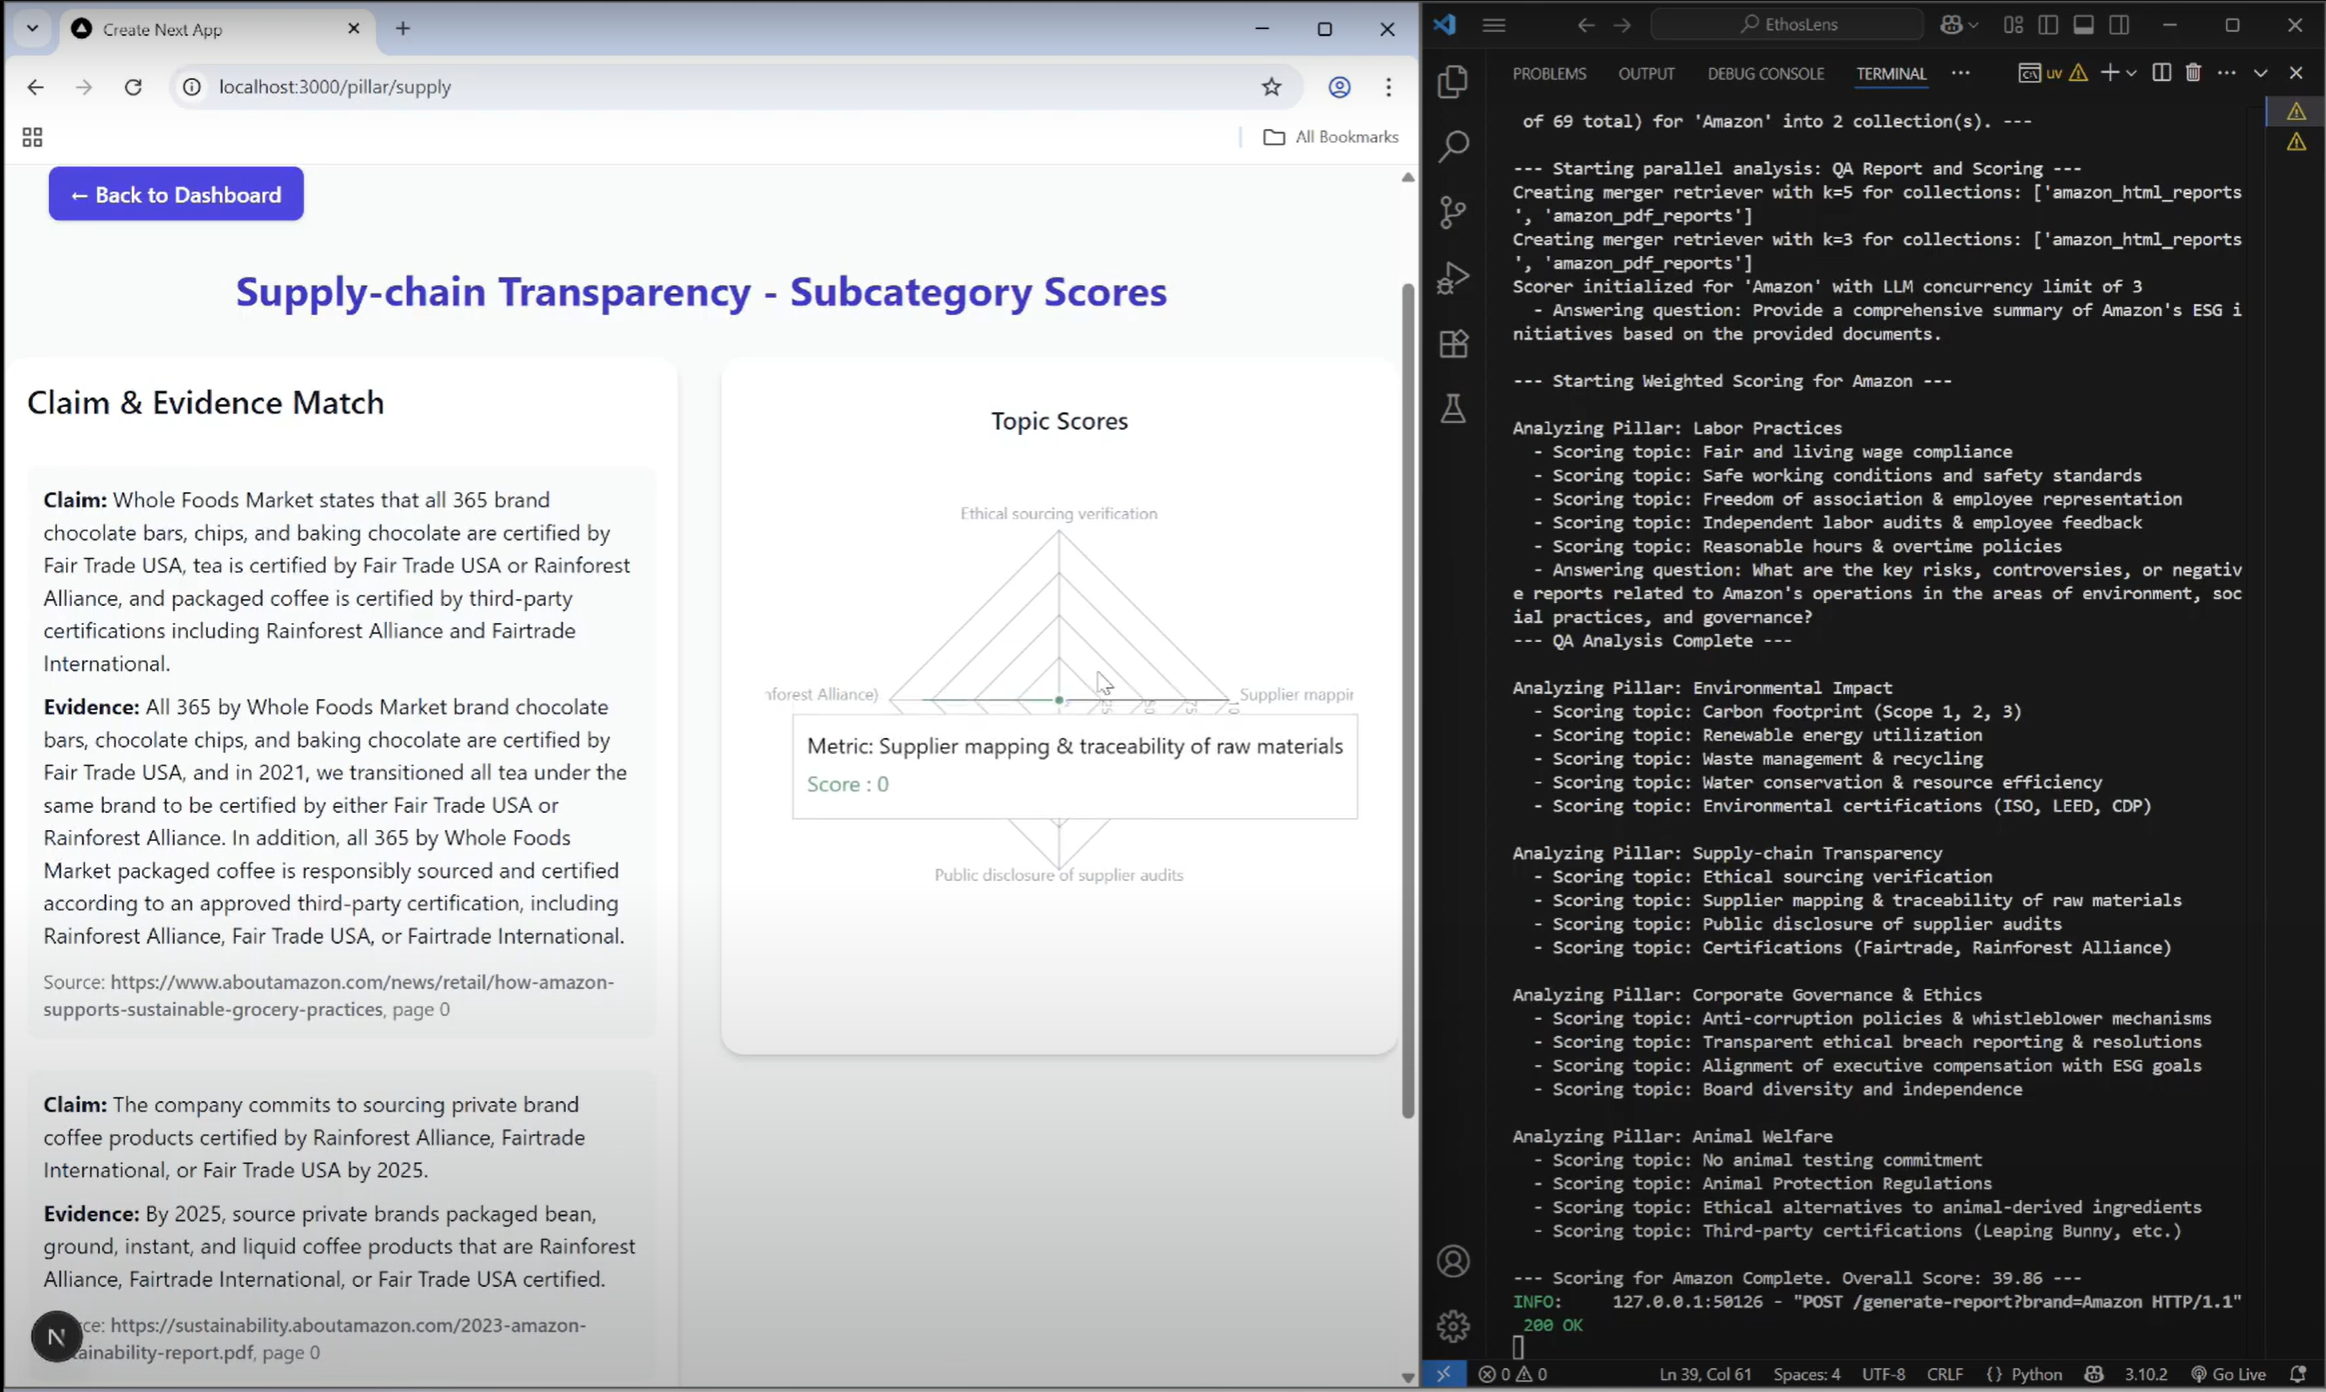 Create Next App
localhost:3000/pillar/supply
All Bookmarks
← Back to Dashboard
Supply-chain Transparency - Subcategory Scores
Claim & Evidence Match
Claim: Whole Foods Market states that all 365 brand
chocolate bars, chips, and baking chocolate are certified by
Fair Trade USA, tea is certified by Fair Trade USA or Rainforest
Alliance, and packaged coffee is certified by third-party
certifications including Rainforest Alliance and Fairtrade
International.
Evidence: All 365 by Whole Foods Market brand chocolate
bars, chocolate chips, and baking chocolate are certified by
Fair Trade USA, and in 2021, we transitioned all tea under the
same brand to be certified by either Fair Trade USA or
Rainforest Alliance. In addition, all 365 by Whole Foods
Market packaged coffee is responsibly sourced and certified
according to an approved third-party certification, including
Rainforest Alliance, Fair Trade USA, or Fairtrade International.
Source: https://www.aboutamazon.com/news/retail/how-amazon-
supports-sustainable-grocery-practices, page 0
Claim: The company commits to sourcing private brand
coffee products certified by Rainforest Alliance, Fairtrade
International, or Fair Trade USA by 2025.
Evidence: By 2025, source private brands packaged bean,
ground, instant, and liquid coffee products that are Rainforest
Alliance, Fairtrade International, or Fair Trade USA certified.
ce: https://sustainability.aboutamazon.com/2023-amazon-
ainability-report.pdf, page 0
N
Topic Scores
Ethical sourcing verification
nforest Alliance)
Supplier mappin
25 50 75
Metric: Supplier mapping & traceability of raw materials
Score : 0
Public disclosure of supplier audits
EthosLens
PROBLEMS OUTPUT DEBUG CONSOLE TERMINAL ··· uv
of 69 total) for 'Amazon' into 2 collection(s). ---
--- Starting parallel analysis: QA Report and Scoring ---
Creating merger retriever with k=5 for collections: ['amazon_html_reports
', 'amazon_pdf_reports']
Creating merger retriever with k=3 for collections: ['amazon_html_reports
', 'amazon_pdf_reports']
Scorer initialized for 'Amazon' with LLM concurrency limit of 3
- Answering question: Provide a comprehensive summary of Amazon's ESG i
nitiatives based on the provided documents.
--- Starting Weighted Scoring for Amazon ---
Analyzing Pillar: Labor Practices
- Scoring topic: Fair and living wage compliance
- Scoring topic: Safe working conditions and safety standards
- Scoring topic: Freedom of association & employee representation
- Scoring topic: Independent labor audits & employee feedback
- Scoring topic: Reasonable hours & overtime policies
- Answering question: What are the key risks, controversies, or negativ
e reports related to Amazon's operations in the areas of environment, soc
ial practices, and governance?
--- QA Analysis Complete ---
Analyzing Pillar: Environmental Impact
- Scoring topic: Carbon footprint (Scope 1, 2, 3)
- Scoring topic: Renewable energy utilization
- Scoring topic: Waste management & recycling
- Scoring topic: Water conservation & resource efficiency
- Scoring topic: Environmental certifications (ISO, LEED, CDP)
Analyzing Pillar: Supply-chain Transparency
- Scoring topic: Ethical sourcing verification
- Scoring topic: Supplier mapping & traceability of raw materials
- Scoring topic: Public disclosure of supplier audits
- Scoring topic: Certifications (Fairtrade, Rainforest Alliance)
Analyzing Pillar: Corporate Governance & Ethics
- Scoring topic: Anti-corruption policies & whistleblower mechanisms
- Scoring topic: Transparent ethical breach reporting & resolutions
- Scoring topic: Alignment of executive compensation with ESG goals
- Scoring topic: Board diversity and independence
Analyzing Pillar: Animal Welfare
- Scoring topic: No animal testing commitment
- Scoring topic: Animal Protection Regulations
- Scoring topic: Ethical alternatives to animal-derived ingredients
- Scoring topic: Third-party certifications (Leaping Bunny, etc.)
--- Scoring for Amazon Complete. Overall Score: 39.86 ---
INFO: 127.0.0.1:50126 - "POST /generate-report?brand=Amazon HTTP/1.1"
200 OK
0 0 Ln 39, Col 61 Spaces: 4 UTF-8 CRLF {} Python 3.10.2 Go Live